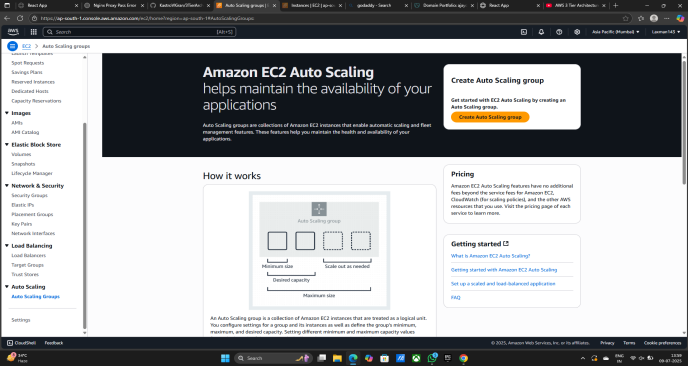 React App
Nginx Proxy Pass Error
Auto Scaling groups |
Instances | EC2 | ap-sout
godaddy - Search
Domain Portfolio
React App
AWS 3 Tier Architectur
https://ap-south-1.console.aws.amazon.com/ec2/home?region=ap-south-1#AutoScalingGroups:
aws
Search
[Alt+S]
Asia Pacific (Mumbai)
EC2 > Auto Scaling groups
Launch Templates
Spot Requests
Savings Plans
Reserved Instances
Dedicated Hosts
Capacity Reservations
Images
AMIs
AMI Catalog
Elastic Block Store
Volumes
Snapshots
Lifecycle Manager
Network & Security
Security Groups
Elastic IPs
Placement Groups
Key Pairs
Network Interfaces
Load Balancing
Load Balancers
Target Groups
Trust Stores
Auto Scaling
Auto Scaling Groups
Settings
Amazon EC2 Auto Scaling
helps maintain the availability of your
applications
Auto Scaling groups are collections of Amazon EC2 instances that enable automatic scaling and fleet
management features. These features help you maintain the health and availability of your
applications.
Create Auto Scaling group
Get started with EC2 Auto Scaling by creating an
Auto Scaling group.
Create Auto Scaling group
How it works
Auto Scaling group
Minimum size
Scale out as needed
Desired capacity
Maximum size
An Auto Scaling group is a collection of Amazon EC2 instances that are treated as a logical unit.
You configure settings for a group and its instances as well as define the group's minimum,
maximum, and desired capacity. Setting different minimum and maximum capacity values
Pricing
Amazon EC2 Auto Scaling features have no additional
fees beyond the service fees for Amazon EC2,
CloudWatch (for scaling policies), and the other AWS
resources that you use. Visit the pricing page of each
service to learn more.
Getting started
What is Amazon EC2 Auto Scaling?
Getting started with Amazon EC2 Auto Scaling
Set up a scaled and load-balanced application
FAQ
CloudShell
Feedback
© 2025, Amazon Web Services, Inc. or its affiliates.
Privacy
Terms
Cookie preferences
34°C
Haze
Search
ENG
IN
13:59
09-07-2025